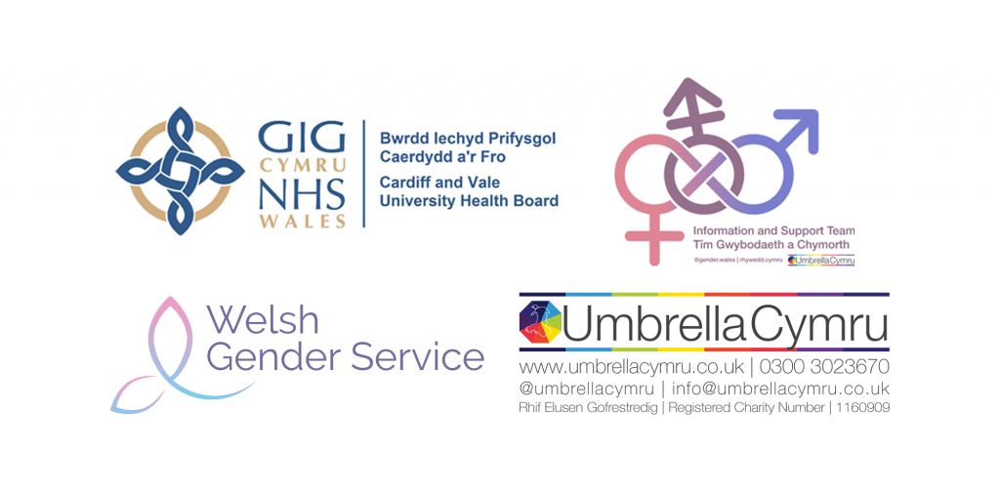 GIG
CYMRU
NHS
WALES
Bwrdd Iechyd Prifysgol
Caerdydd a'r Fro
Cardiff and Vale
University Health Board
Information and Support Team
Tîm Gwybodaeth a Chymorth
@gender.wales | rhywedd.cymru
UmbrellaCymru
Welsh
Gender Service
UmbrellaCymru
www.umbrellacymru.co.uk | 0300 3023670
@umbrellacymru | info@umbrellacymru.co.uk
Rhif Elusen Gofrestredig | Registered Charity Number | 1160909